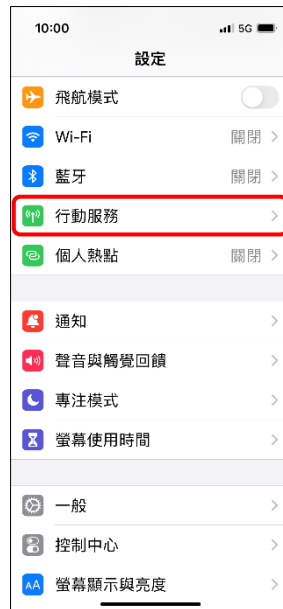 10:00 5G
設定
飛航模式
Wi-Fi 關閉
藍牙 關閉
行動服務
個人熱點 關閉
通知
聲音與觸覺回饋
專注模式
螢幕使用時間
一般
控制中心
AA 螢幕顯示與亮度